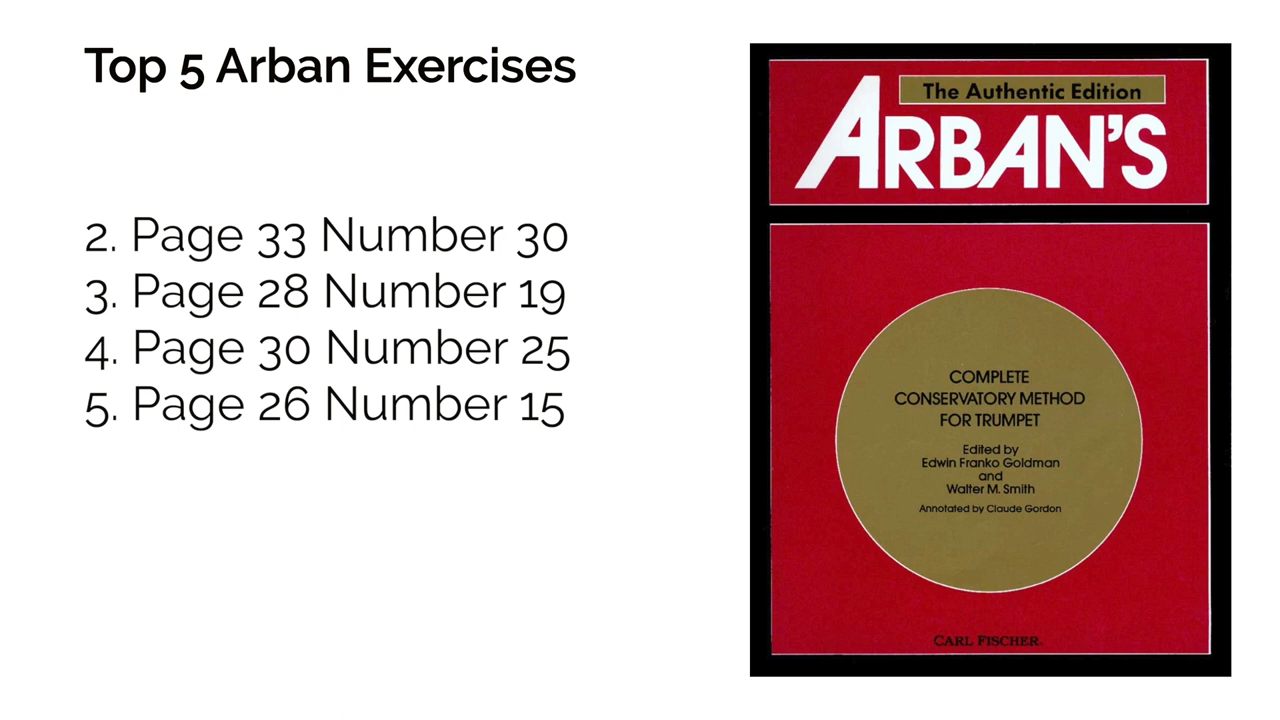 Top 5 Arban Exercises
2. Page 33 Number 30
3. Page 28 Number 19
4. Page 30 Number 25
5. Page 26 Number 15
The Authentic Edition
ARBAN'S
COMPLETE
CONSERVATORY METHOD
FOR TRUMPET
Edited by
Edwin Franko Goldman
and
Walter M. Smith
Annotated by Claude Gordon
CARL FISCHER